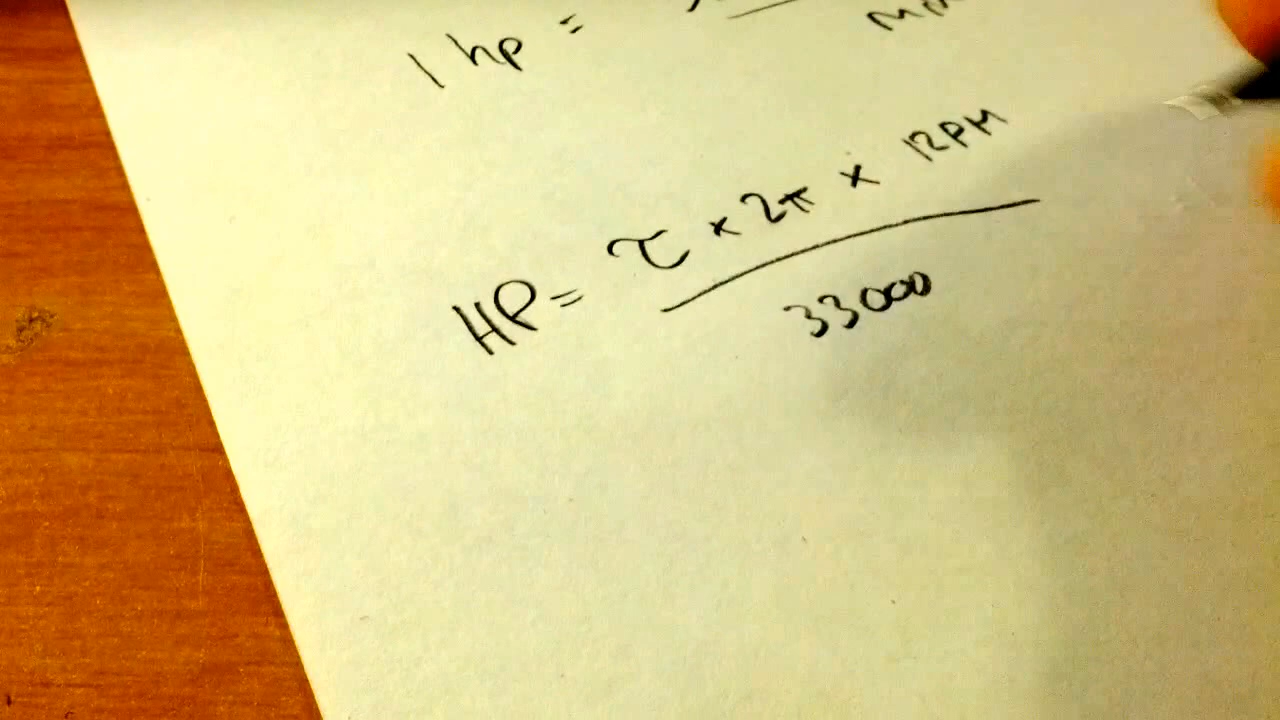 1 hp =
HP = τ × 2π × RPM
33000